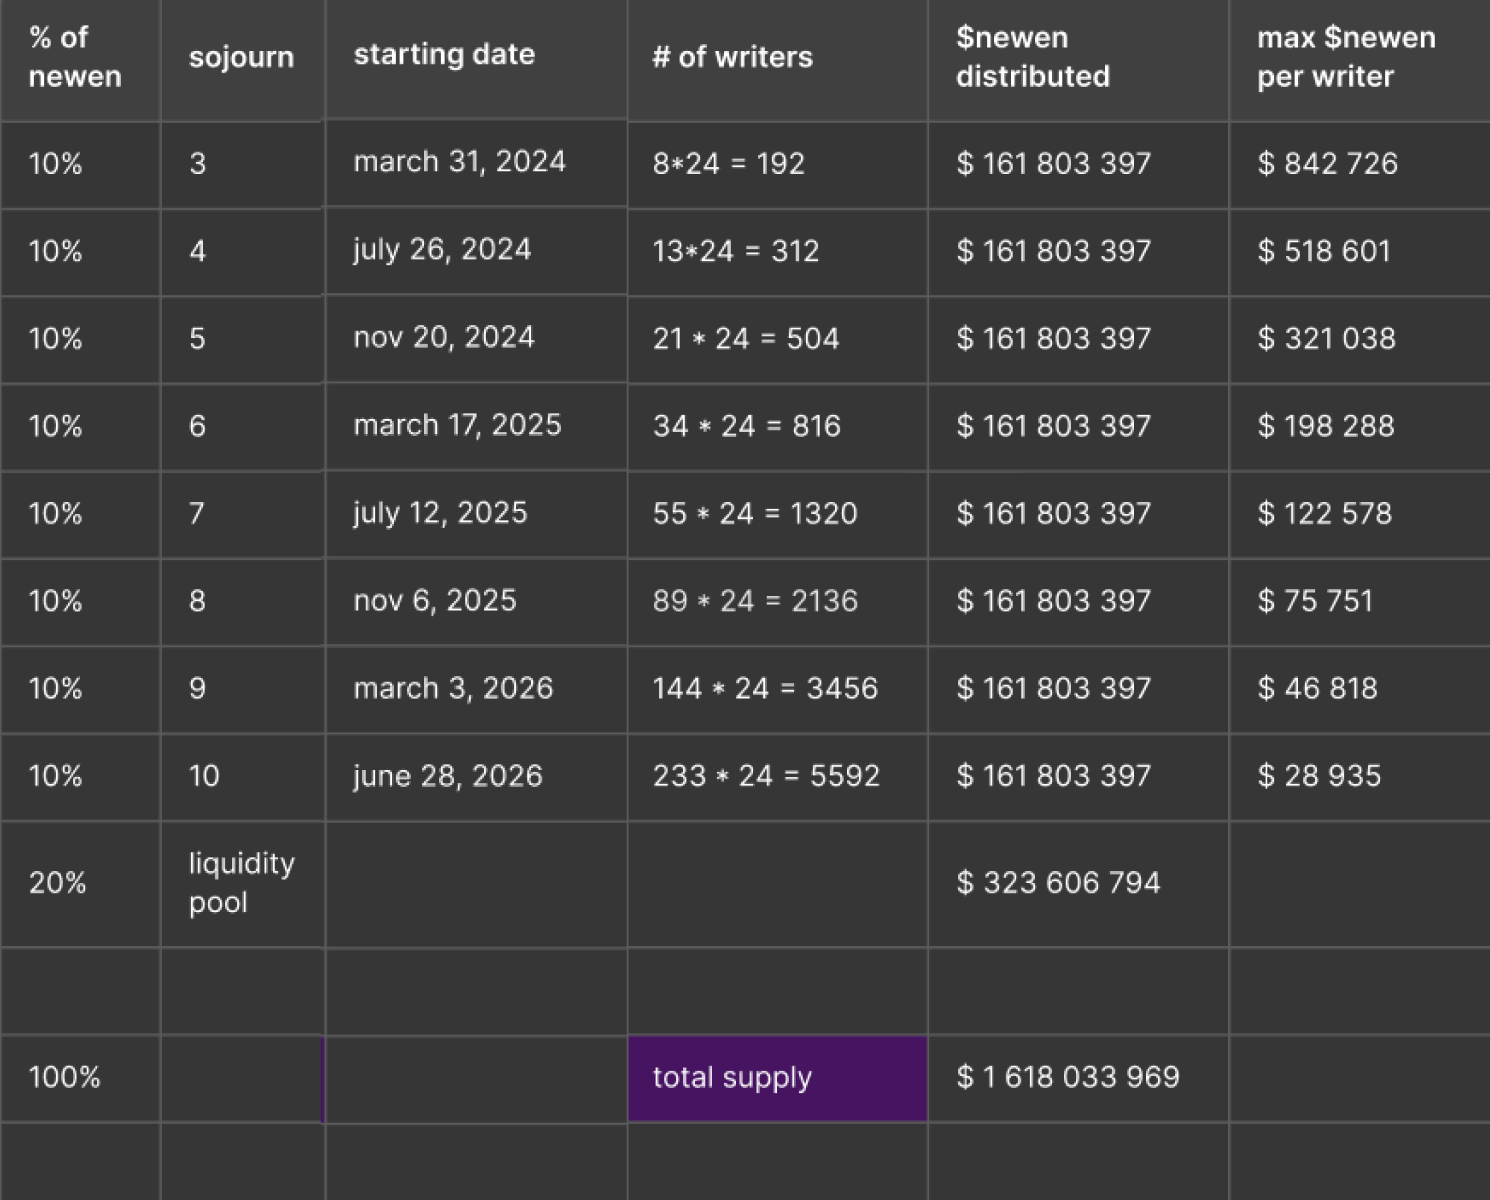 % of newen	sojourn	starting date	# of writers	$newen distributed	max $newen per writer
10%	3	march 31, 2024	8*24 = 192	$ 161 803 397	$ 842 726
10%	4	july 26, 2024	13*24 = 312	$ 161 803 397	$ 518 601
10%	5	nov 20, 2024	21 * 24 = 504	$ 161 803 397	$ 321 038
10%	6	march 17, 2025	34 * 24 = 816	$ 161 803 397	$ 198 288
10%	7	july 12, 2025	55 * 24 = 1320	$ 161 803 397	$ 122 578
10%	8	nov 6, 2025	89 * 24 = 2136	$ 161 803 397	$ 75 751
10%	9	march 3, 2026	144 * 24 = 3456	$ 161 803 397	$ 46 818
10%	10	june 28, 2026	233 * 24 = 5592	$ 161 803 397	$ 28 935
20%	liquidity pool			$ 323 606 794
100%			total supply	$ 1 618 033 969